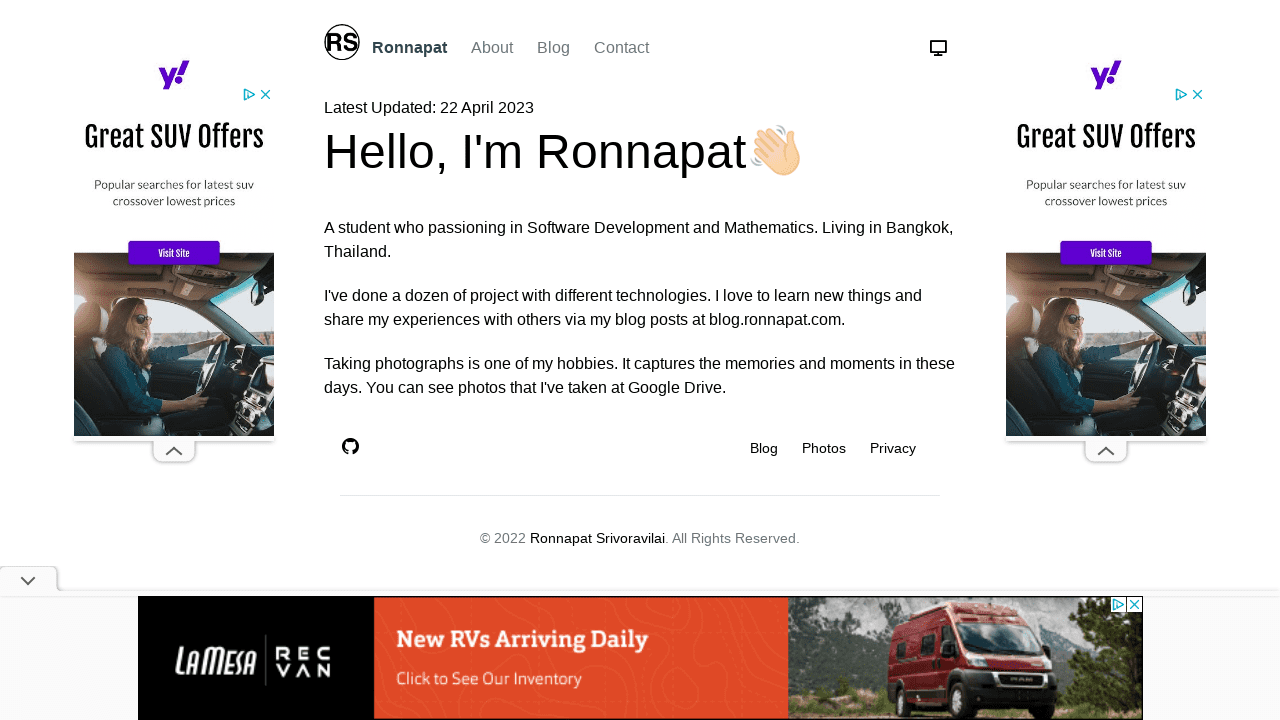 RS
Ronnapat About Blog Contact
Latest Updated: 22 April 2023
Hello, I'm Ronnapat👋🏻
A student who passioning in Software Development and Mathematics. Living in Bangkok,
Thailand.
I've done a dozen of project with different technologies. I love to learn new things and
share my experiences with others via my blog posts at blog.ronnapat.com.
Taking photographs is one of my hobbies. It captures the memories and moments in these
days. You can see photos that I've taken at Google Drive.
Blog Photos Privacy
© 2022 Ronnapat Srivoravilai. All Rights Reserved.
y!
Great SUV Offers
Popular searches for latest suv
crossover lowest prices
Visit Site
y!
Great SUV Offers
Popular searches for latest suv
crossover lowest prices
Visit Site
LAMESA | REC
VAN
New RVs Arriving Daily
Click to See Our Inventory
RAM